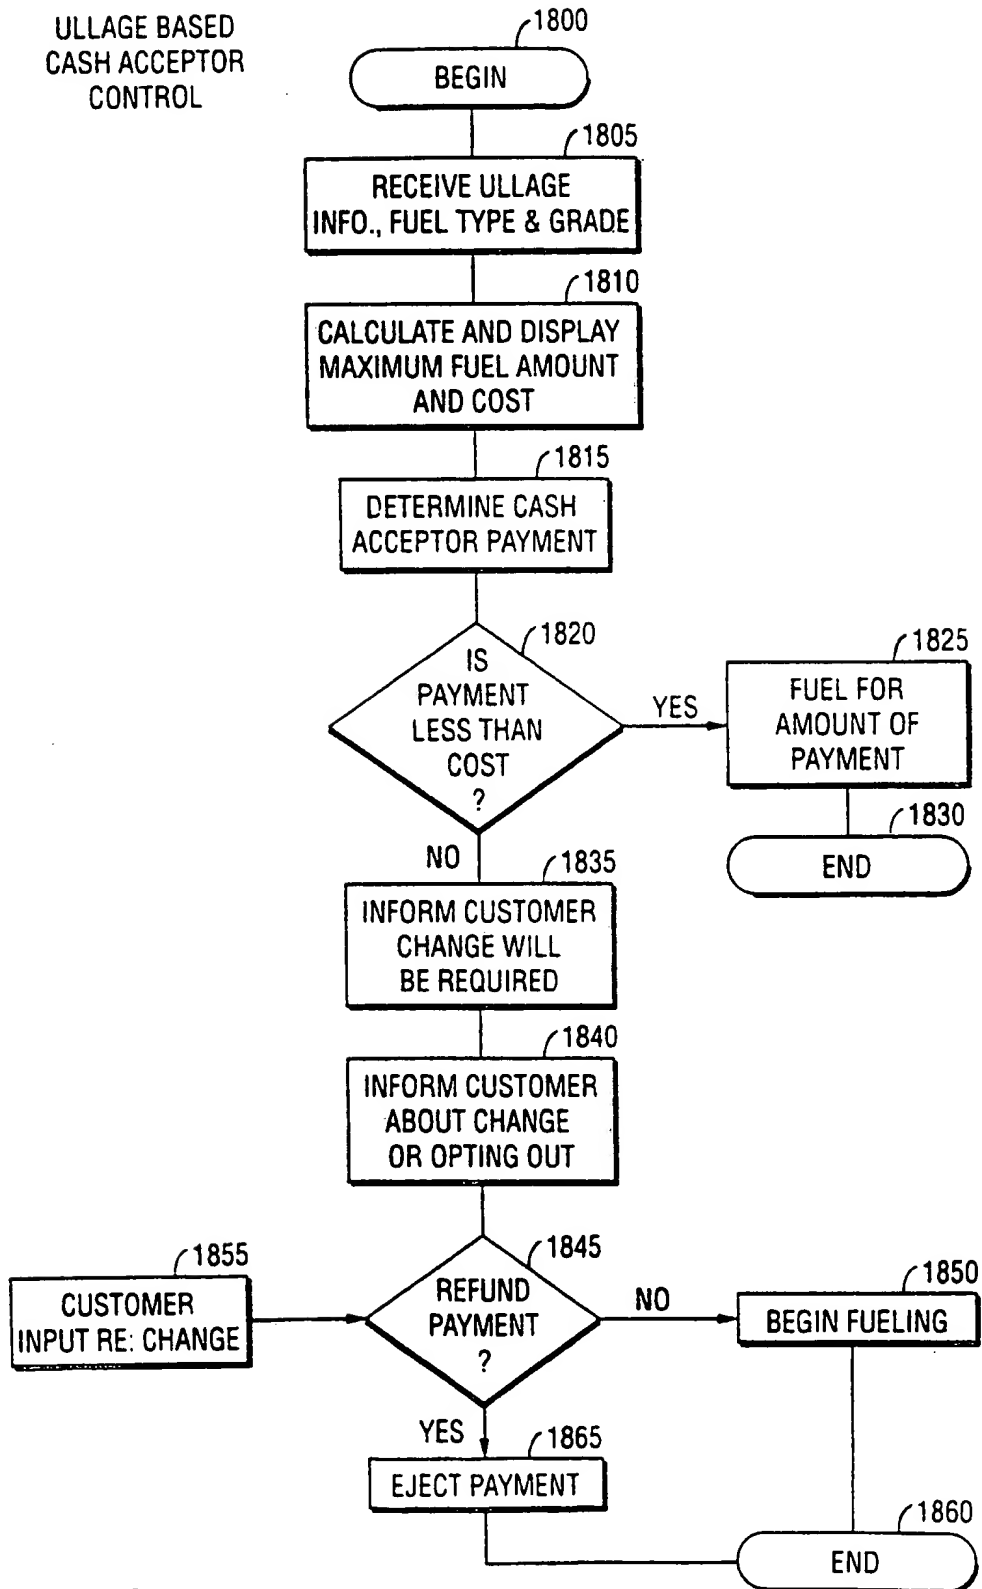 ULLAGE BASED
CASH ACCEPTOR
CONTROL
1800
BEGIN
1805
RECEIVE ULLAGE
INFO., FUEL TYPE & GRADE
1810
CALCULATE AND DISPLAY
MAXIMUM FUEL AMOUNT
AND COST
1815
DETERMINE CASH
ACCEPTOR PAYMENT
1820
IS
PAYMENT
LESS THAN
COST
?
YES
1825
FUEL FOR
AMOUNT OF
PAYMENT
1830
END
NO
1835
INFORM CUSTOMER
CHANGE WILL
BE REQUIRED
1840
INFORM CUSTOMER
ABOUT CHANGE
OR OPTING OUT
1855
CUSTOMER
INPUT RE: CHANGE
1845
REFUND
PAYMENT
?
NO
1850
BEGIN FUELING
YES
1865
EJECT PAYMENT
1860
END